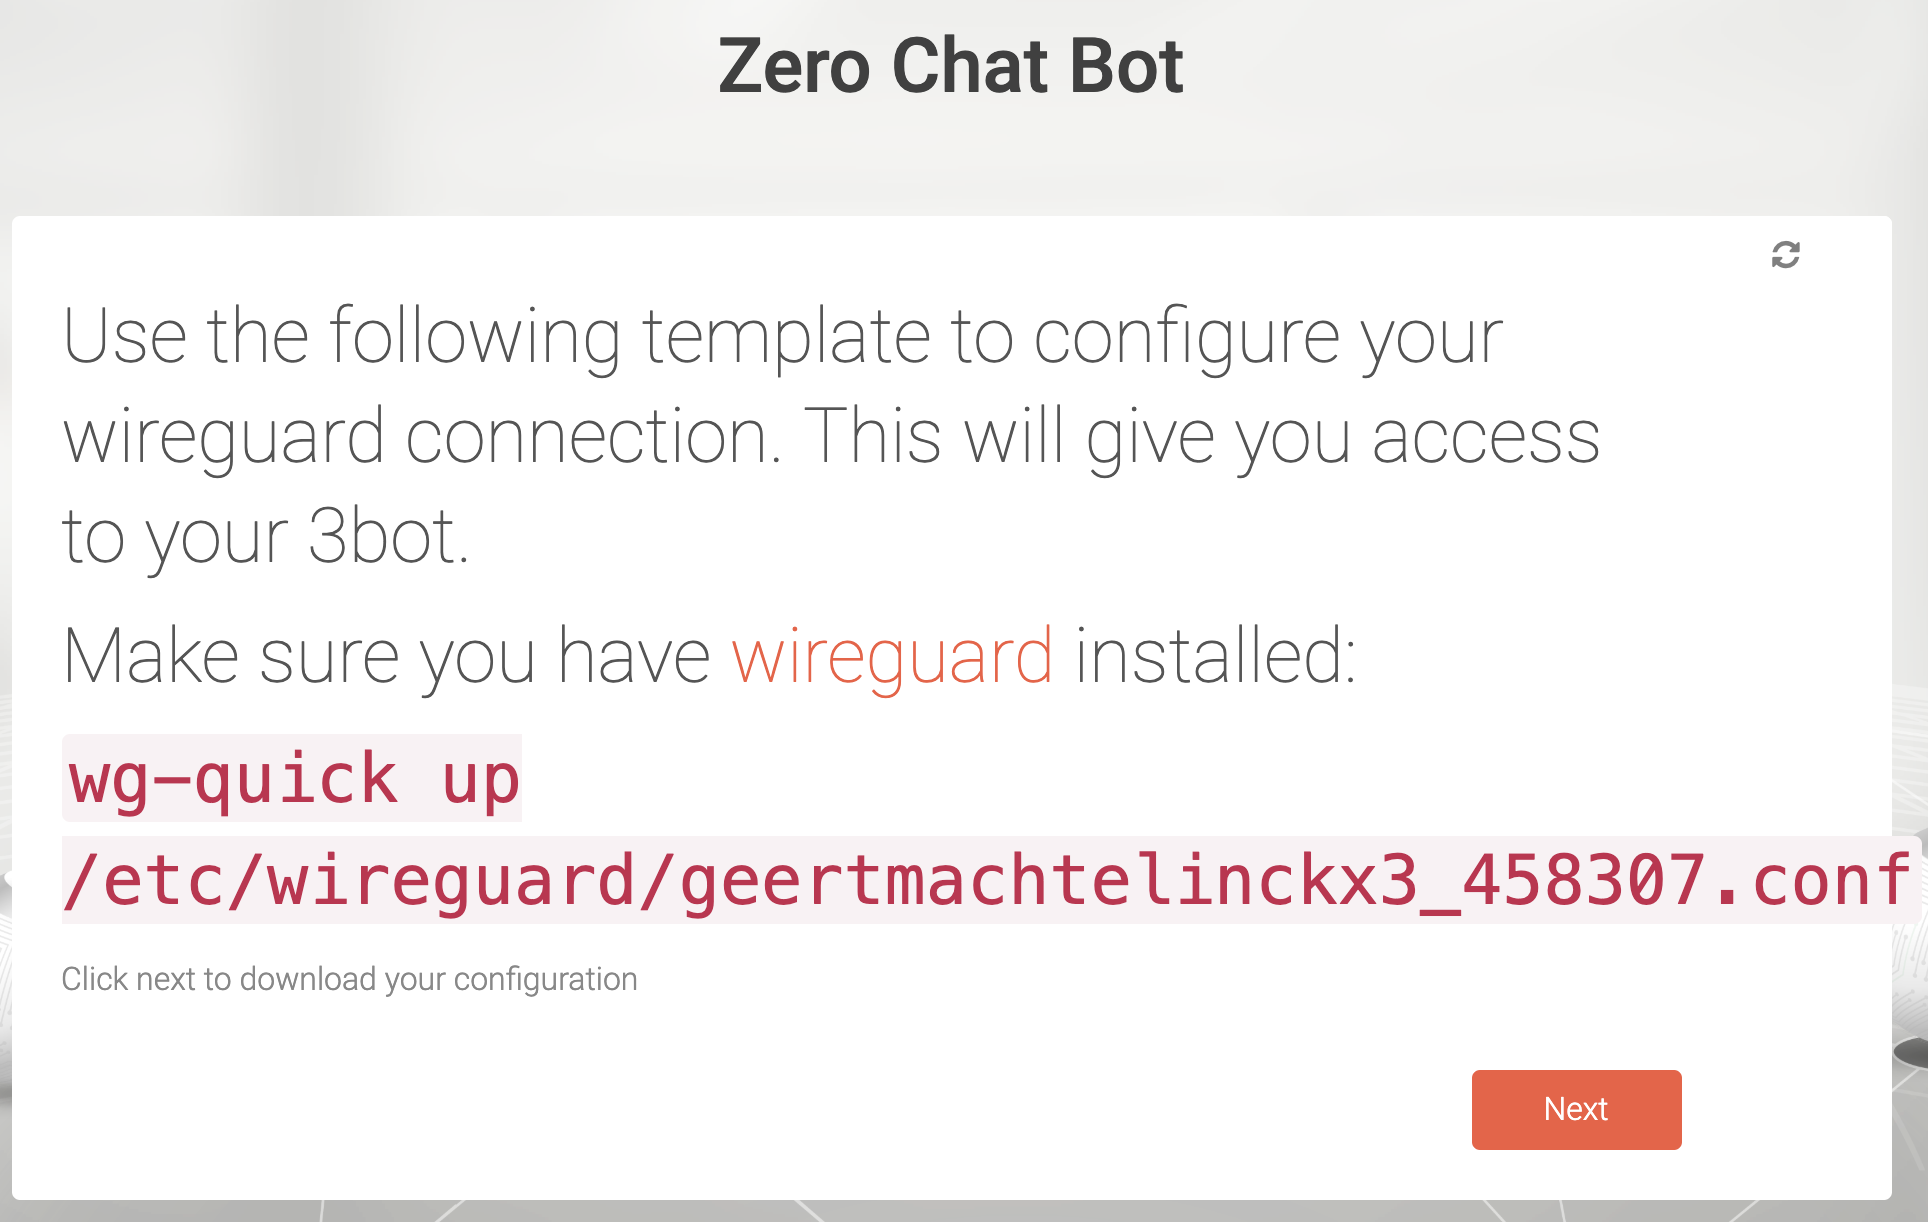 Zero Chat Bot
Use the following template to configure your
wireguard connection. This will give you access
to your 3bot.
Make sure you have wireguard installed:
wg-quick up
/etc/wireguard/geertmachtelinckx3_458307.conf
Click next to download your configuration
Next